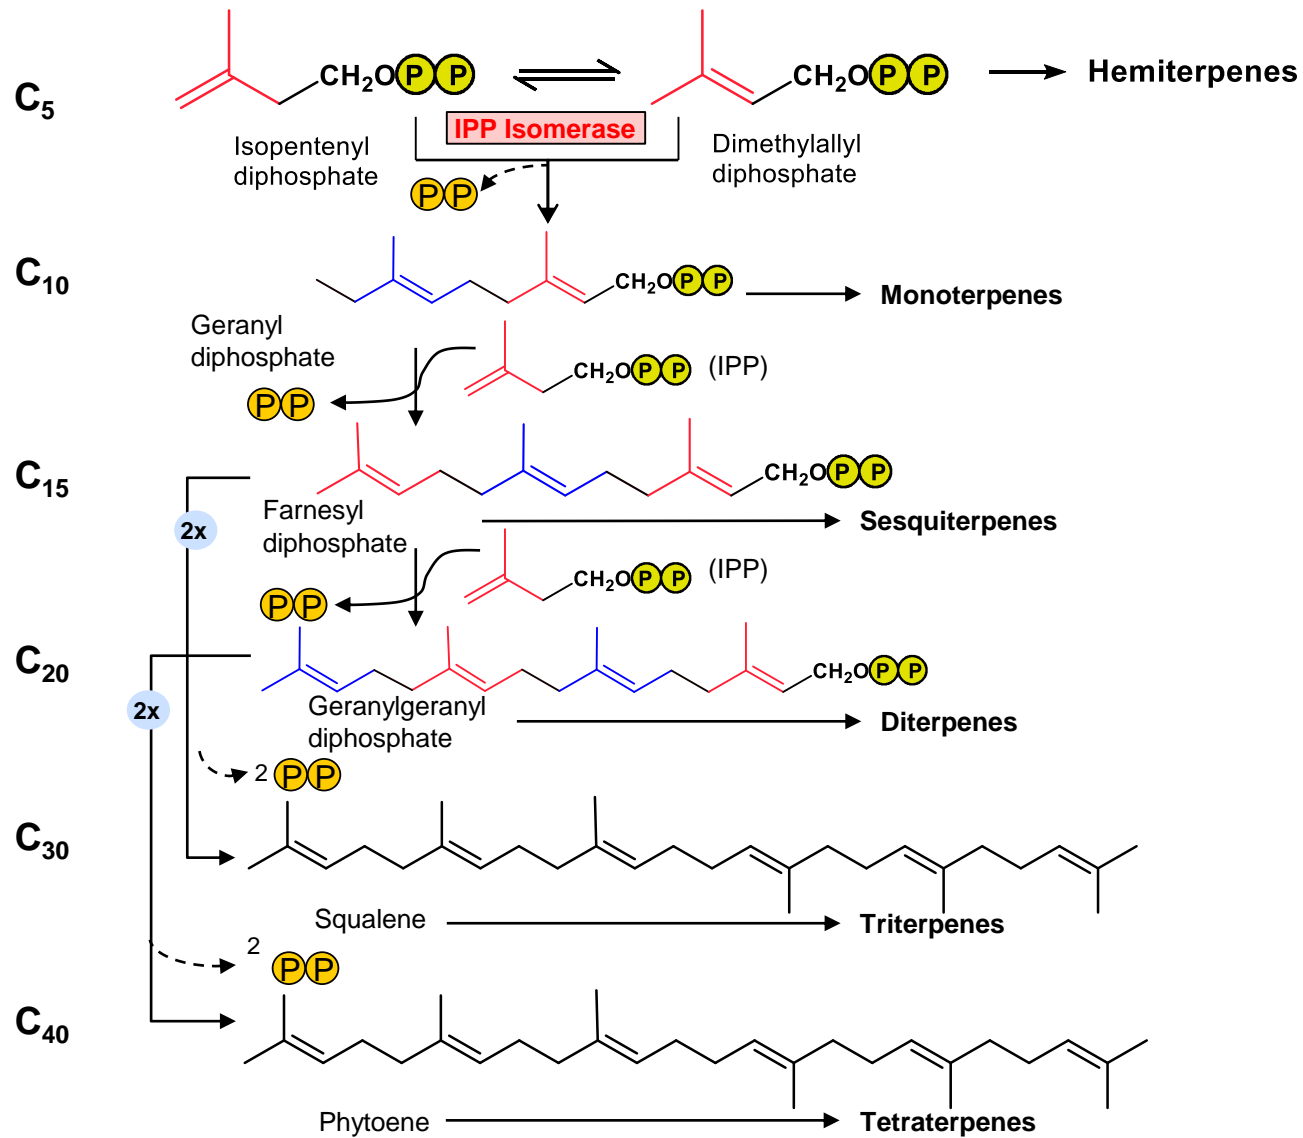 C5
CH2O P P
CH2O P P
Hemiterpenes
IPP Isomerase
Isopentenyl
diphosphate
Dimethylallyl
diphosphate
P P
C10
CH2O P P
Monoterpenes
Geranyl
diphosphate
CH2O P P (IPP)
P P
C15
CH2O P P
2x
Farnesyl
diphosphate
Sesquiterpenes
CH2O P P (IPP)
P P
C20
CH2O P P
2x
Geranylgeranyl
diphosphate
Diterpenes
2 P P
C30
Squalene
Triterpenes
2 P P
C40
Phytoene
Tetraterpenes